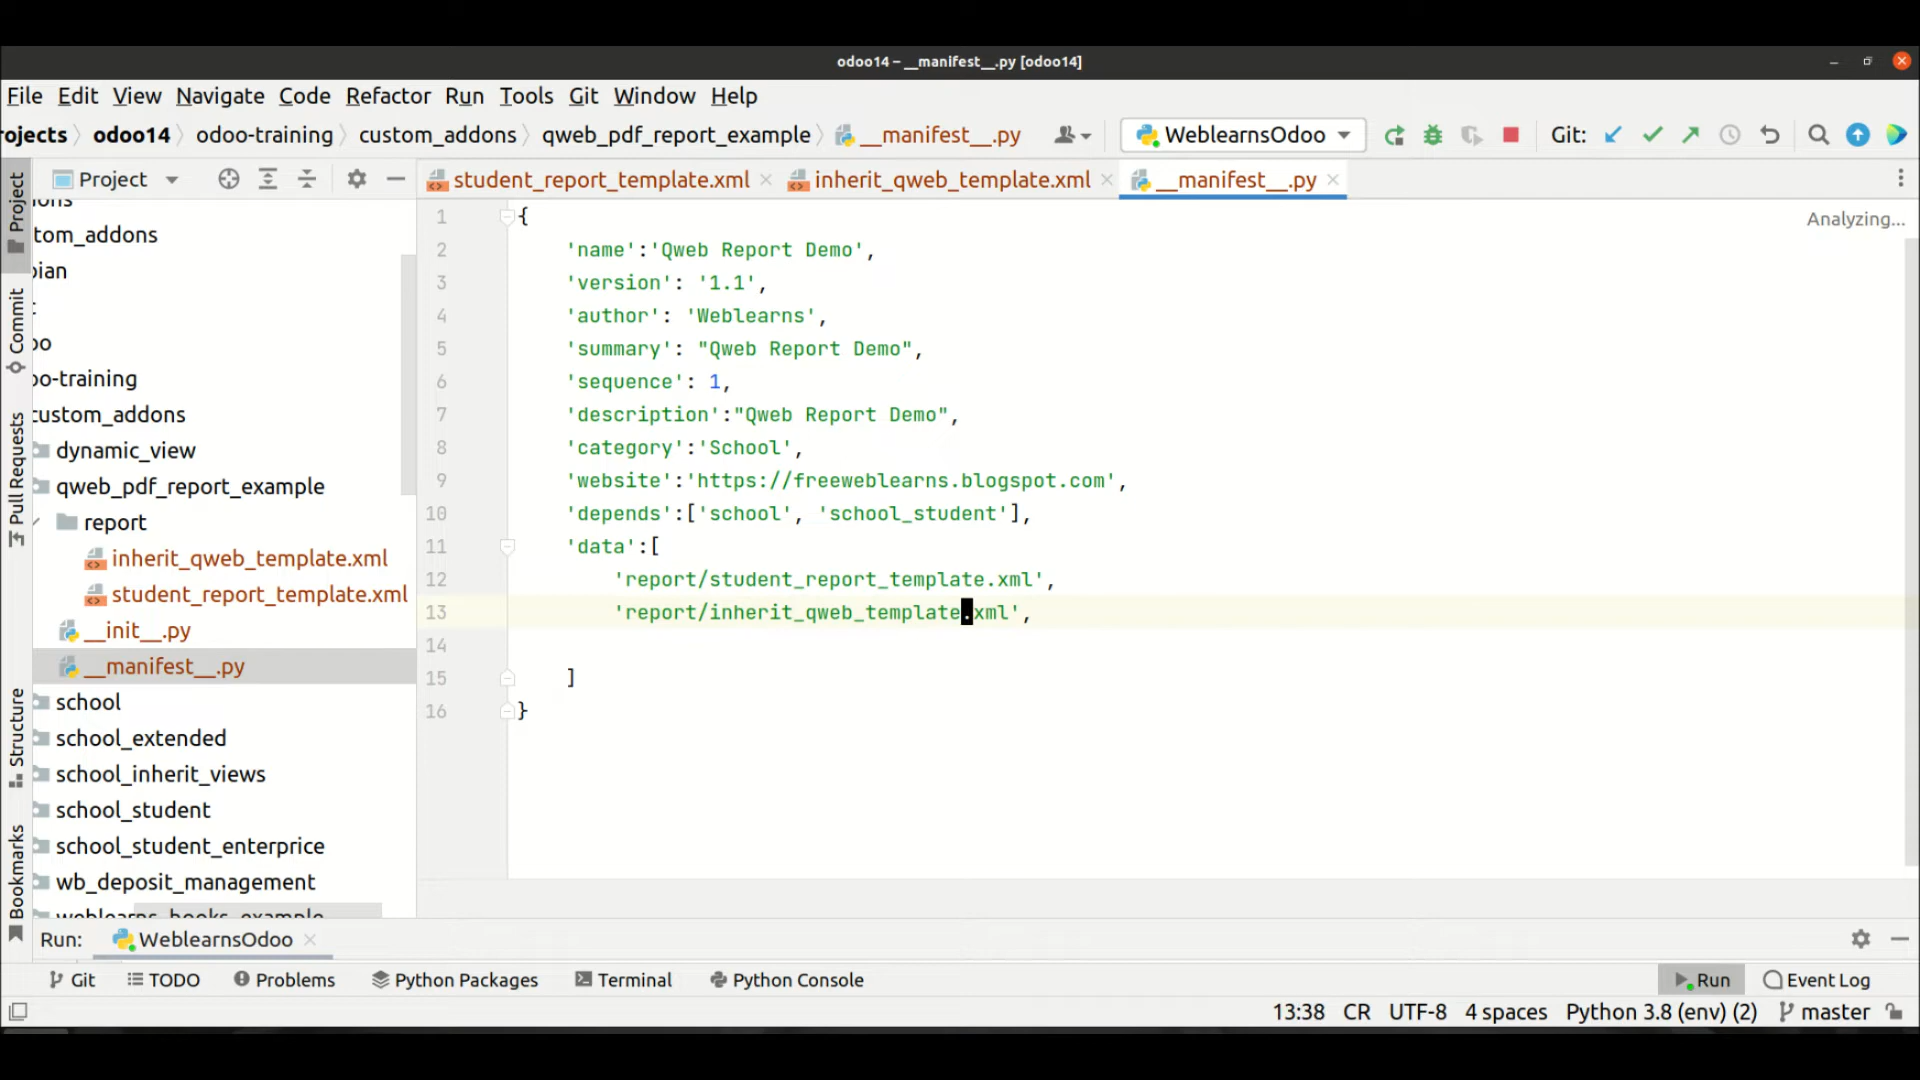 odoo14 – __manifest__.py [odoo14]
File Edit View Navigate Code Refactor Run Tools Git Window Help
rojects odoo14 odoo-training custom_addons qweb_pdf_report_example __manifest__.py WeblearnsOdoo Git:
Project student_report_template.xml inherit_qweb_template.xml __manifest__.py
Analyzing...
tom_addons
bian
oo
oo-training
custom_addons
dynamic_view
qweb_pdf_report_example
report
inherit_qweb_template.xml
student_report_template.xml
__init__.py
__manifest__.py
school
school_extended
school_inherit_views
school_student
school_student_enterprice
wb_deposit_management
weblearns_hooks_example
Project
Commit
Pull Requests
Structure
Bookmarks
1 {
2 'name':'Qweb Report Demo',
3 'version': '1.1',
4 'author': 'Weblearns',
5 'summary': "Qweb Report Demo",
6 'sequence': 1,
7 'description':"Qweb Report Demo",
8 'category':'School',
9 'website':'https://freeweblearns.blogspot.com',
10 'depends':['school', 'school_student'],
11 'data':[
12 'report/student_report_template.xml',
13 'report/inherit_qweb_template.xml',
14
15 ]
16 }
Run: WeblearnsOdoo
Git TODO Problems Python Packages Terminal Python Console Run Event Log
13:38 CR UTF-8 4 spaces Python 3.8 (env) (2) master